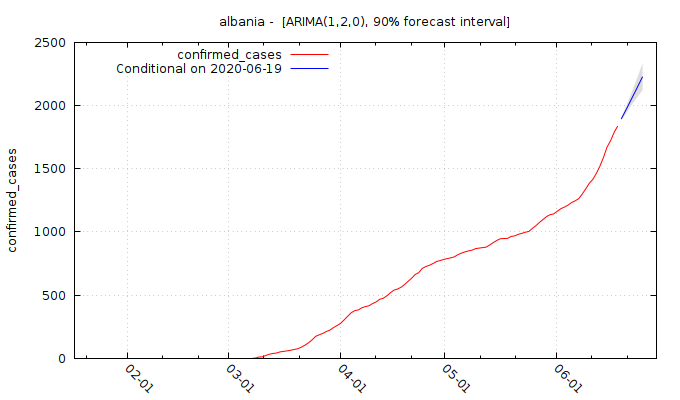 albania -  [ARIMA(1,2,0), 90% forecast interval]
confirmed_cases
Conditional on 2020-06-19
2500
2000
1500
1000
500
0
confirmed_cases
02-01
03-01
04-01
05-01
06-01